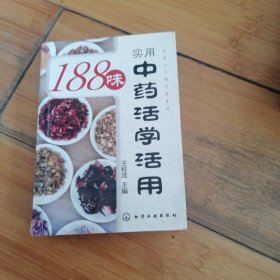 188味
实用
中药活学活用
王桂茂 主编
化学工业出版社